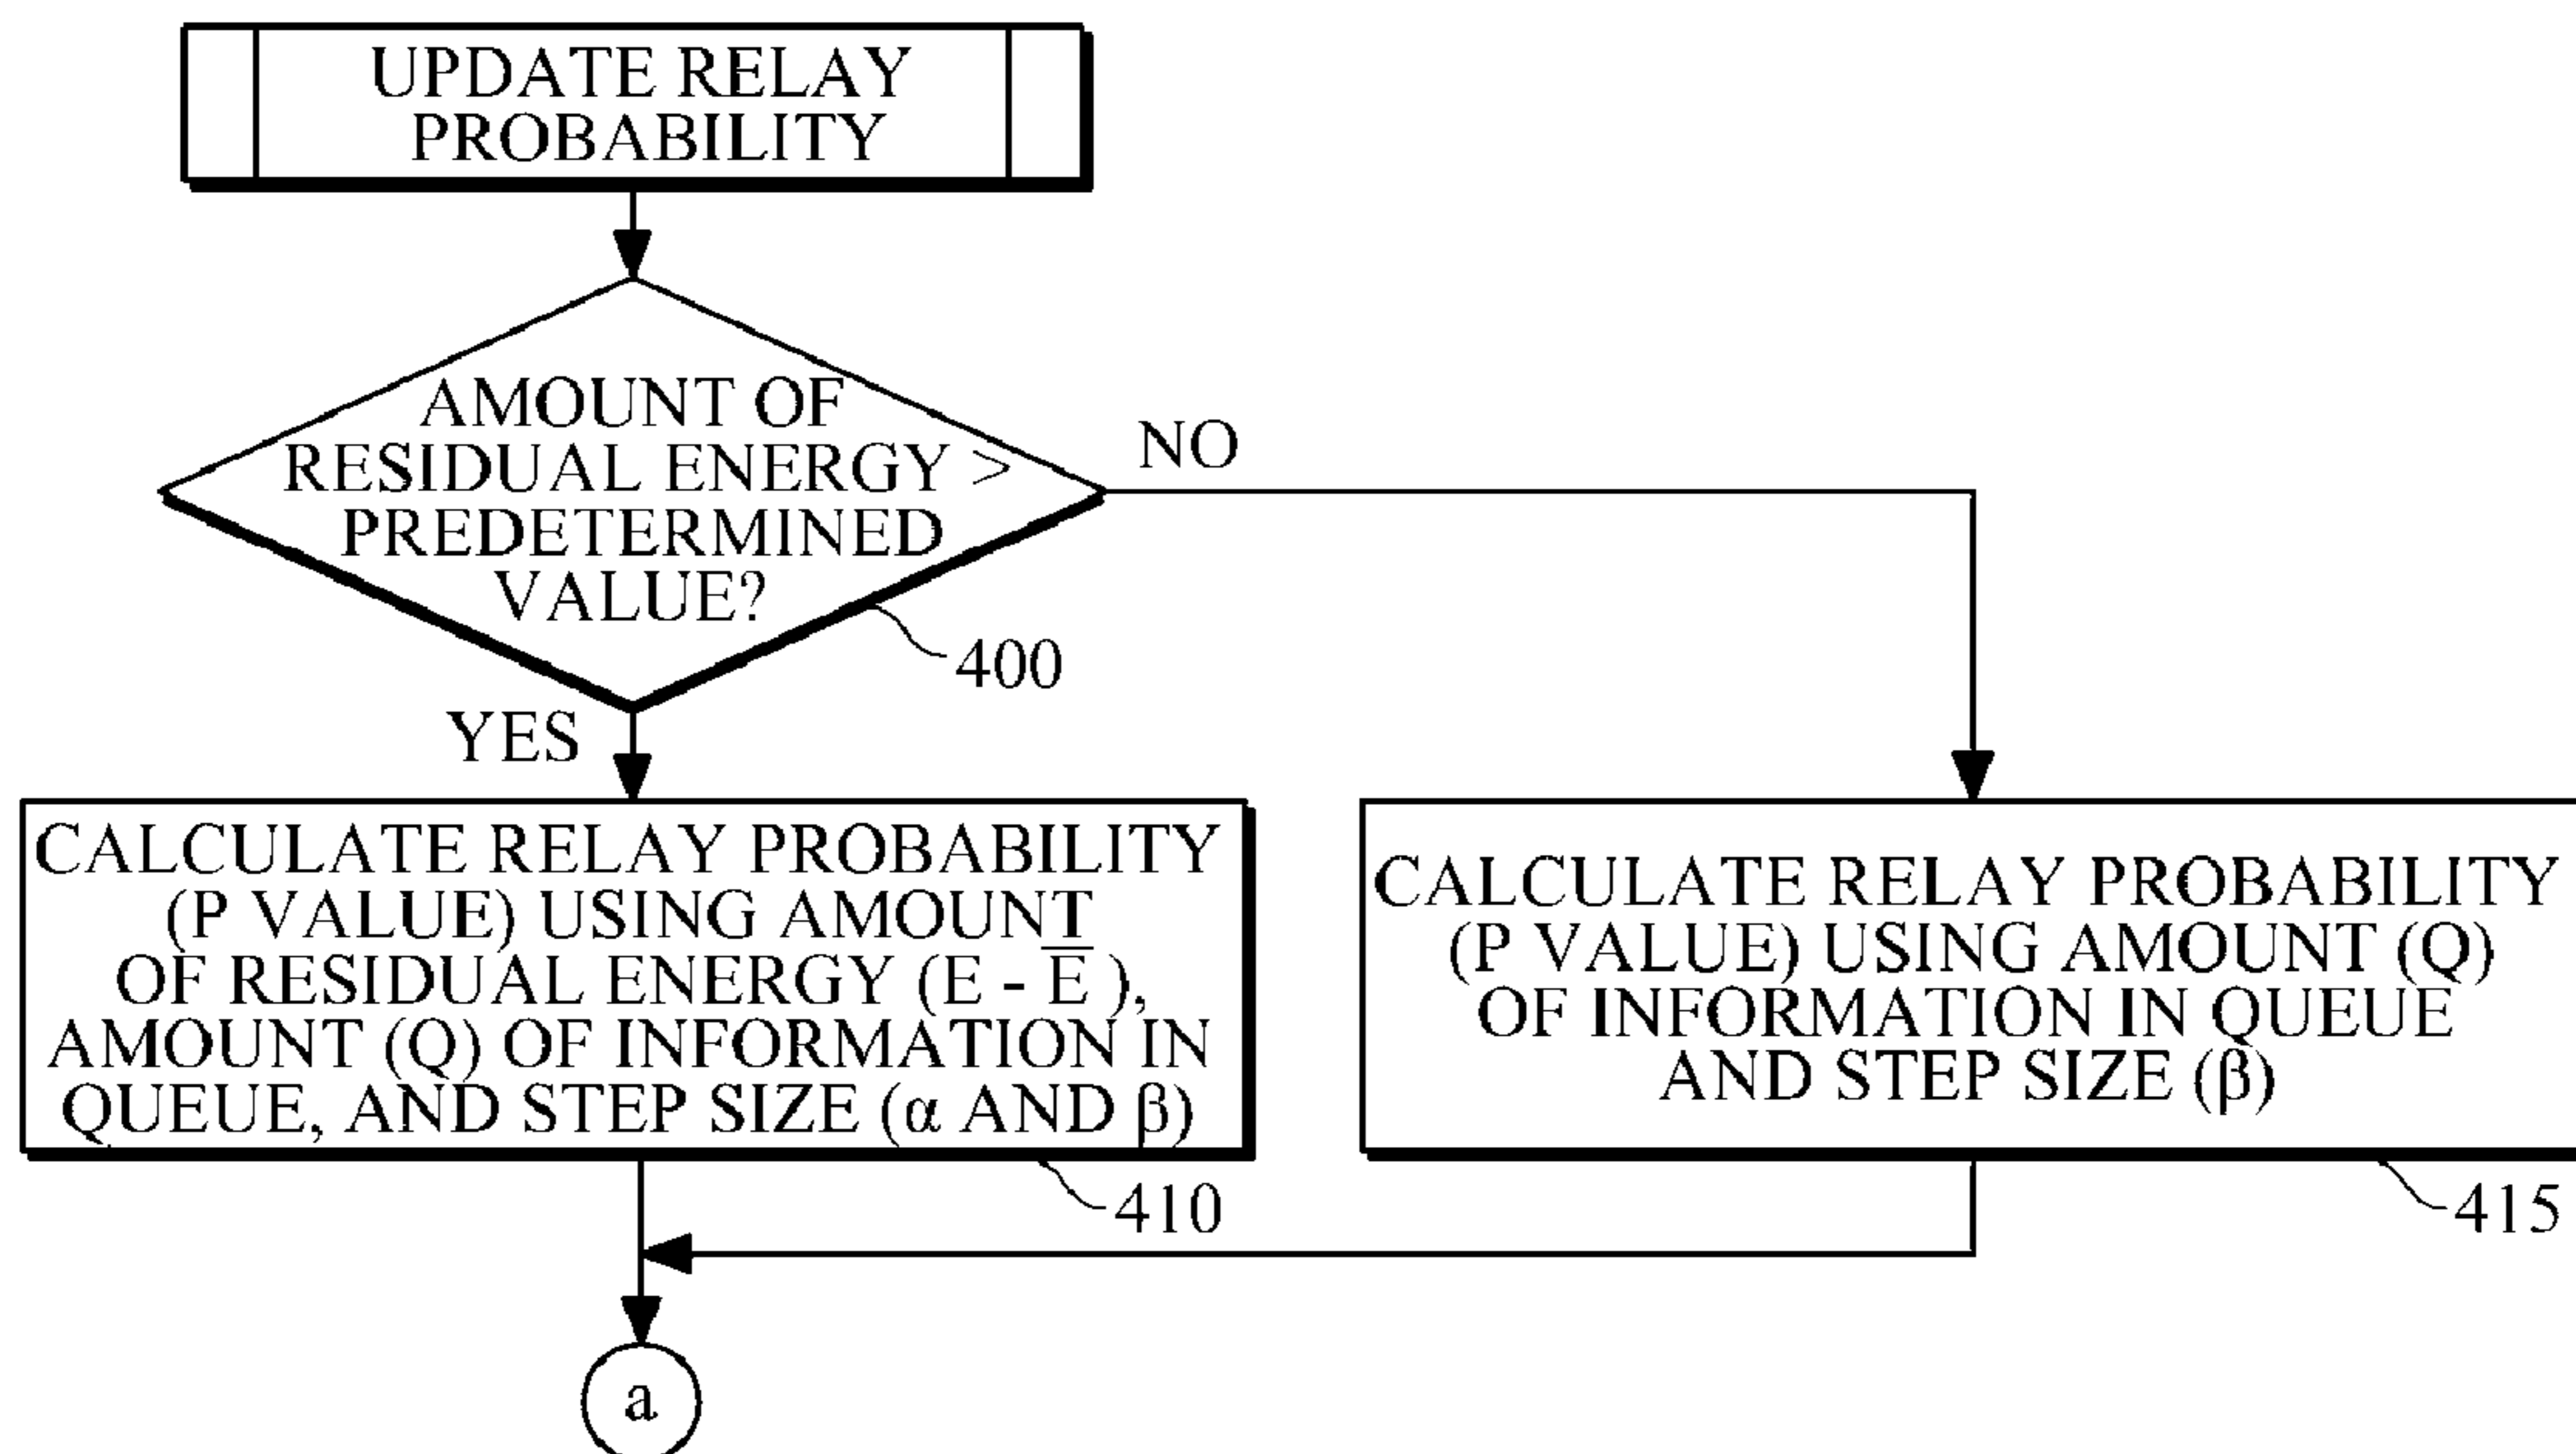 UPDATE RELAY
PROBABILITY
AMOUNT OF
RESIDUAL ENERGY >
PREDETERMINED
VALUE?
NO
400
YES
CALCULATE RELAY PROBABILITY
(P VALUE) USING AMOUNT
OF RESIDUAL ENERGY (E - E̅ ),
AMOUNT (Q) OF INFORMATION IN
QUEUE, AND STEP SIZE (α AND β)
410
CALCULATE RELAY PROBABILITY
(P VALUE) USING AMOUNT (Q)
OF INFORMATION IN QUEUE
AND STEP SIZE (β)
415
a